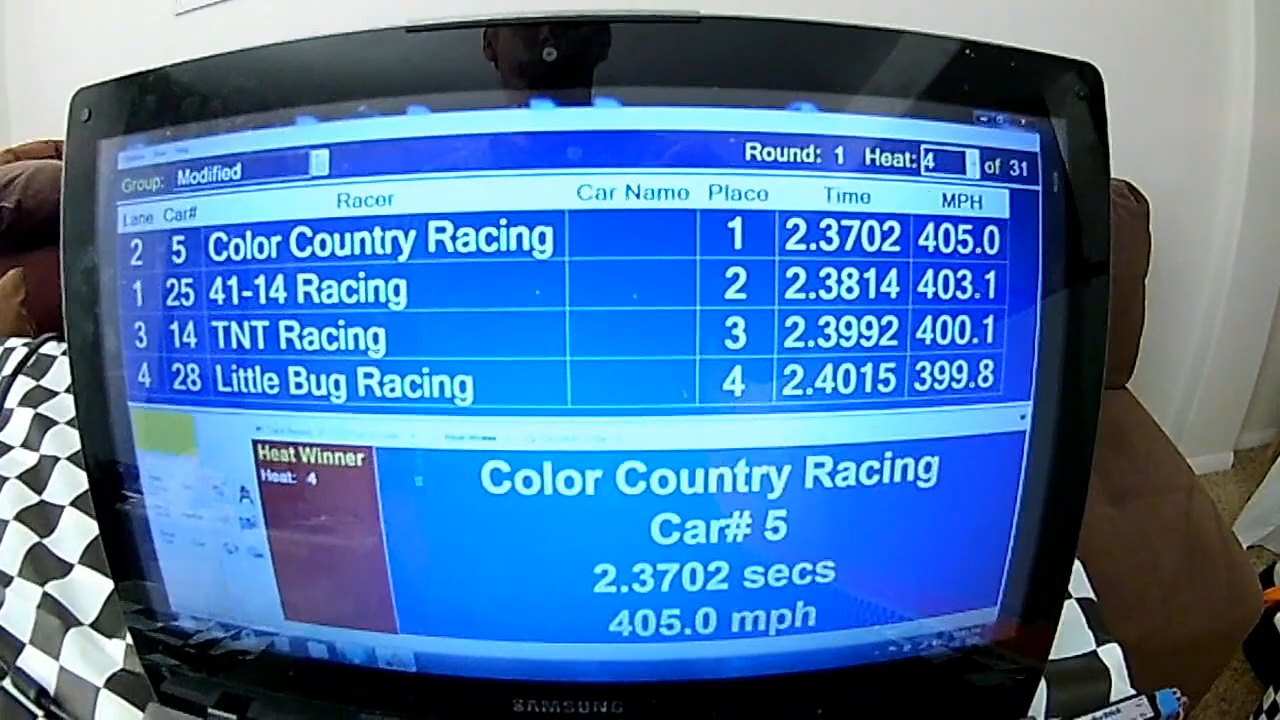 Group: Modified Round: 1 Heat: 4 of 31
Lane Car# Racer Car Name Place Time MPH
2 5 Color Country Racing 1 2.3702 405.0
1 25 41-14 Racing 2 2.3814 403.1
3 14 TNT Racing 3 2.3992 400.1
4 28 Little Bug Racing 4 2.4015 399.8
Heat Winner
Heat: 4
Color Country Racing
Car# 5
2.3702 secs
405.0 mph
SAMSUNG